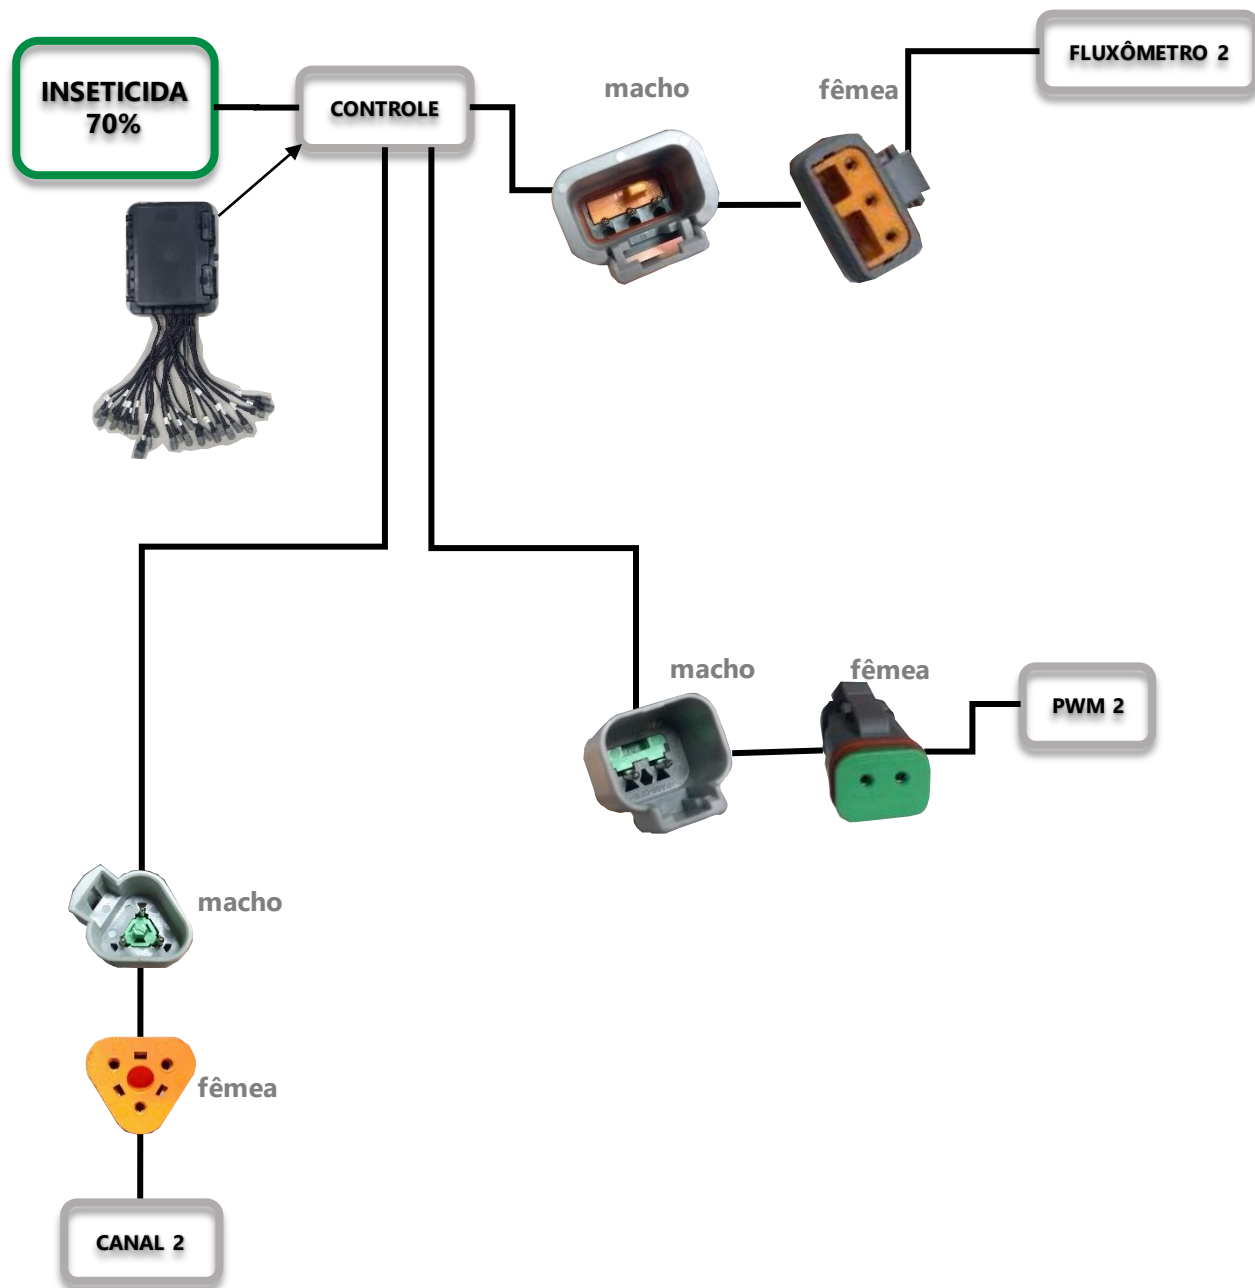 INSETICIDA
70%
CONTROLE
macho
fêmea
FLUXÔMETRO 2
macho
fêmea
PWM 2
macho
fêmea
CANAL 2